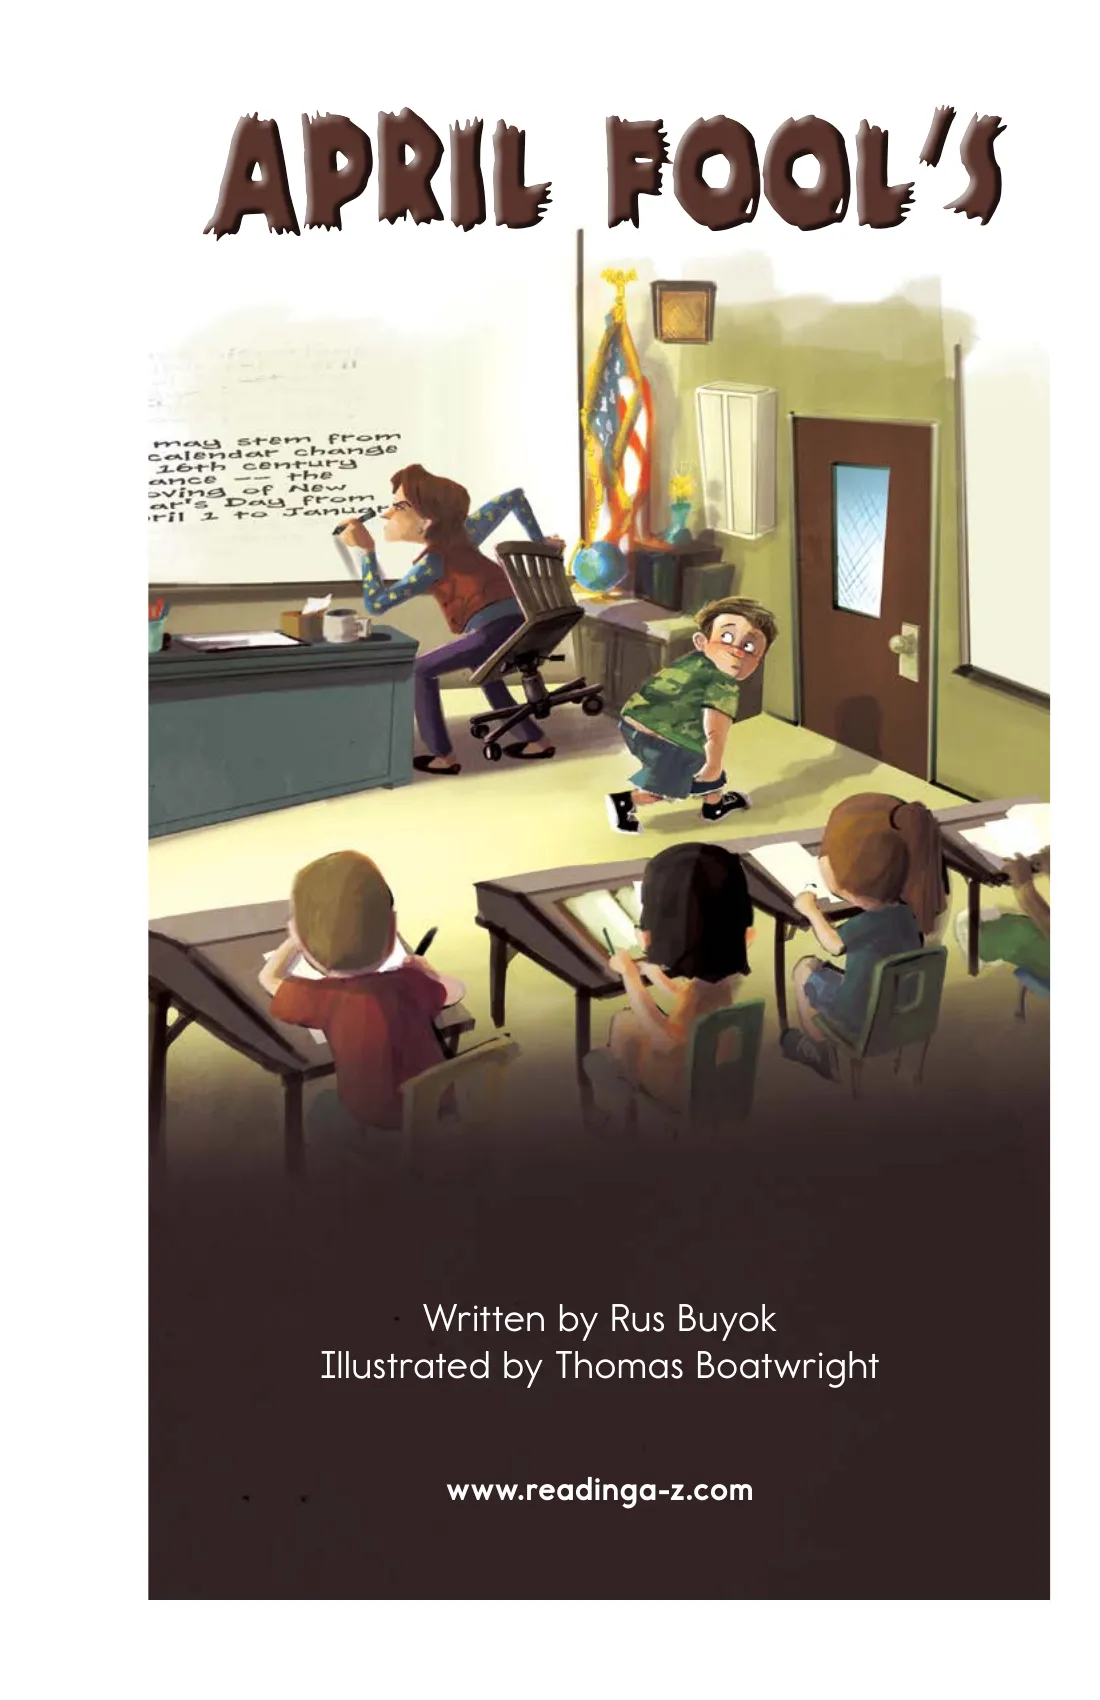 APRIL FOOL'S
may stem from
calendar change
16th century
ance -- the
oving of New
ar's Day from
ril 1 to Januar
Written by Rus Buyok
Illustrated by Thomas Boatwright
www.readinga-z.com